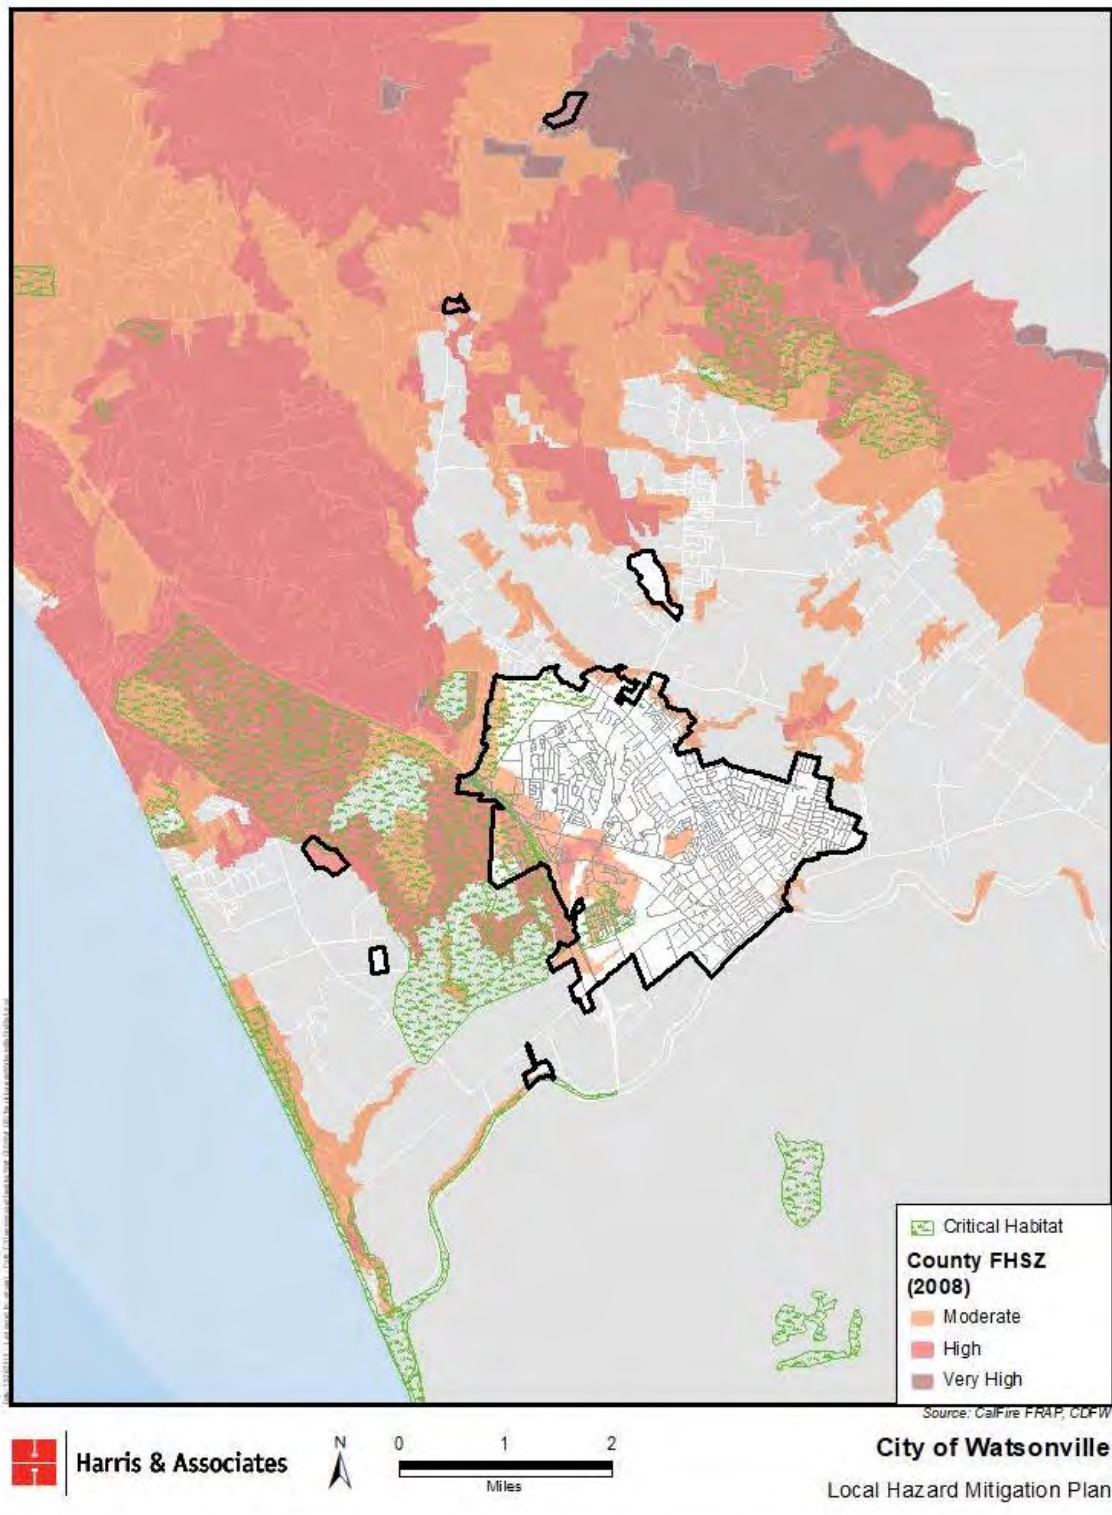 Critical Habitat
County FHSZ
(2008)
Moderate
High
Very High
Source: CalFire FRAP, CDFW
Harris & Associates
N
0 1 2
Miles
City of Watsonville
Local Hazard Mitigation Plan